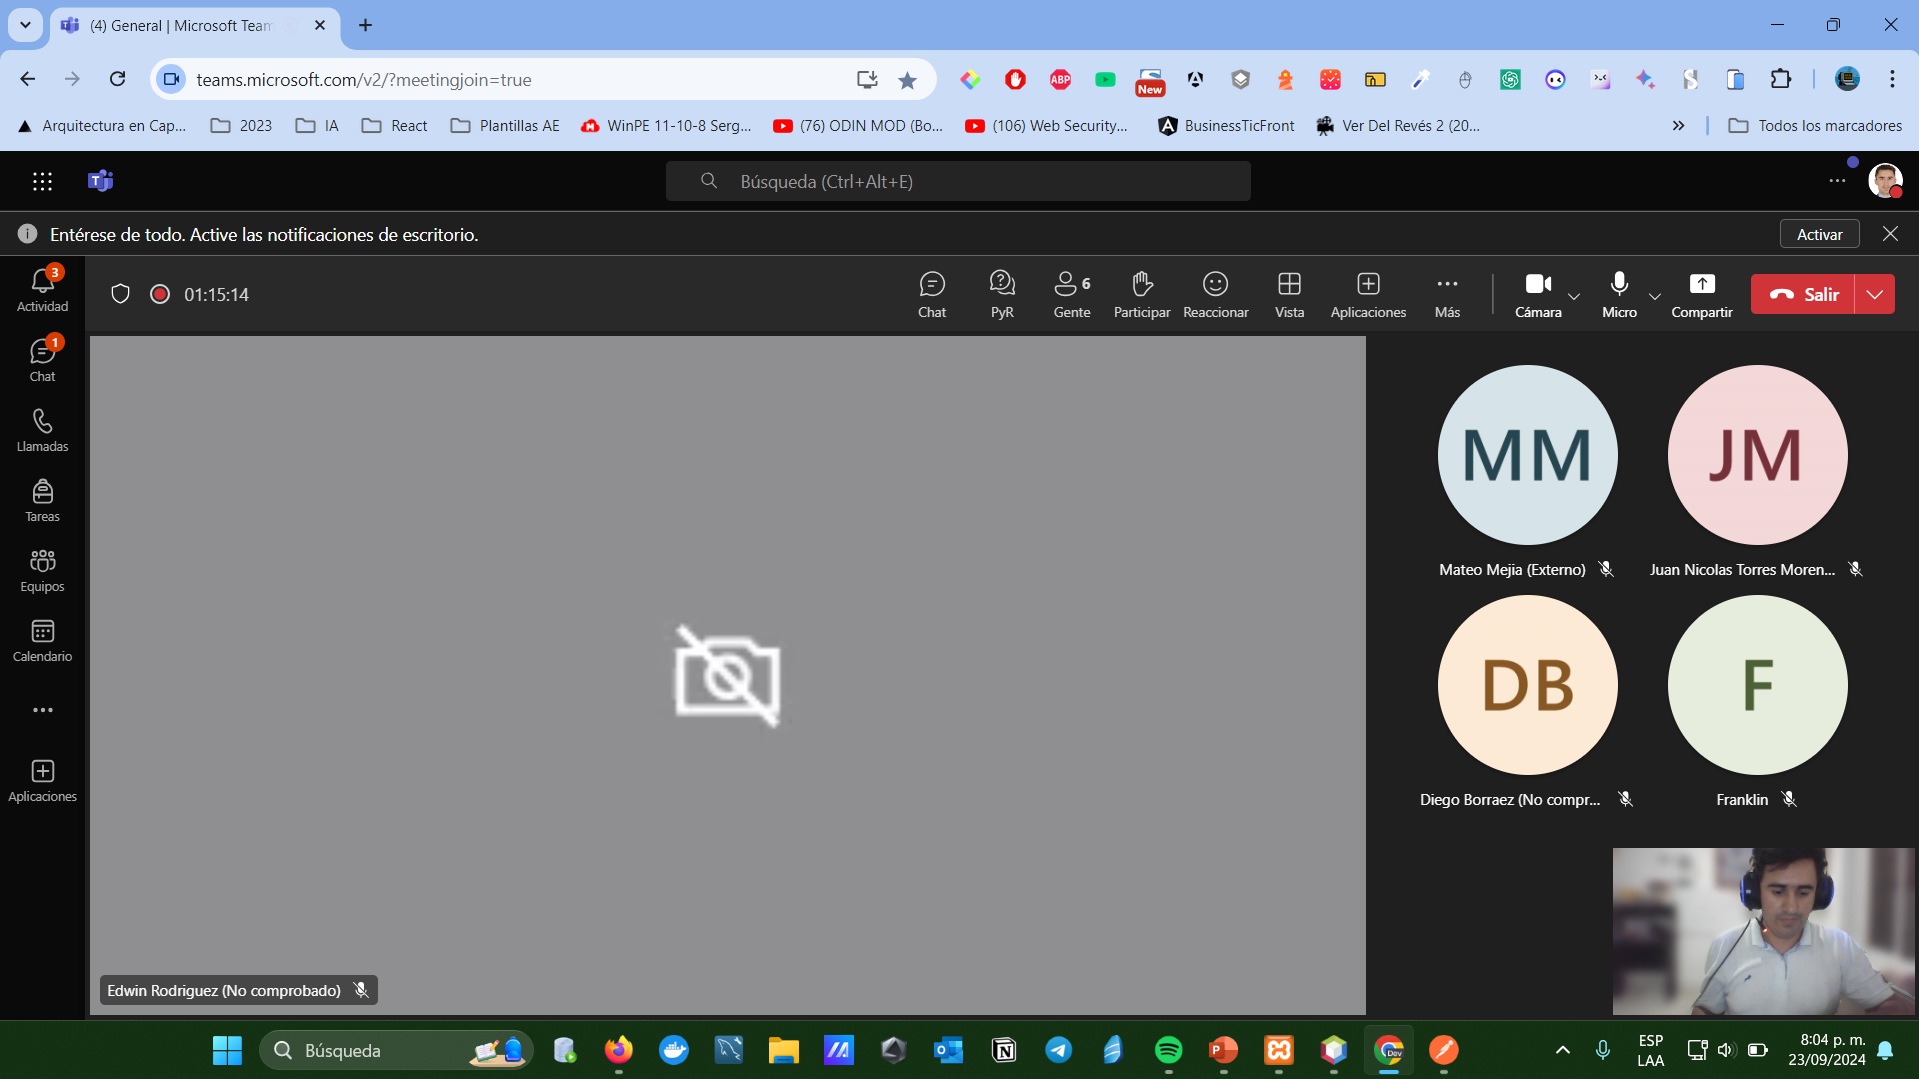 (4) General | Microsoft Team
teams.microsoft.com/v2/?meetingjoin=true
ABP
New
Arquitectura en Cap...
2023
IA
React
Plantillas AE
WinPE 11-10-8 Serg...
(76) ODIN MOD (Bo...
(106) Web Security...
BusinessTicFront
Ver Del Revés 2 (20...
Todos los marcadores
Búsqueda (Ctrl+Alt+E)
Entérese de todo. Active las notificaciones de escritorio.
Activar
3
Actividad
1
Chat
Llamadas
Tareas
Equipos
Calendario
Aplicaciones
01:15:14
Chat
PyR
6
Gente
Participar
Reaccionar
Vista
Aplicaciones
Más
Cámara
Micro
Compartir
Salir
MM
Mateo Mejia (Externo)
JM
Juan Nicolas Torres Moren...
DB
Diego Borraez (No compr...
F
Franklin
Edwin Rodriguez (No comprobado)
Búsqueda
Dev
ESP
LAA
8:04 p. m.
23/09/2024